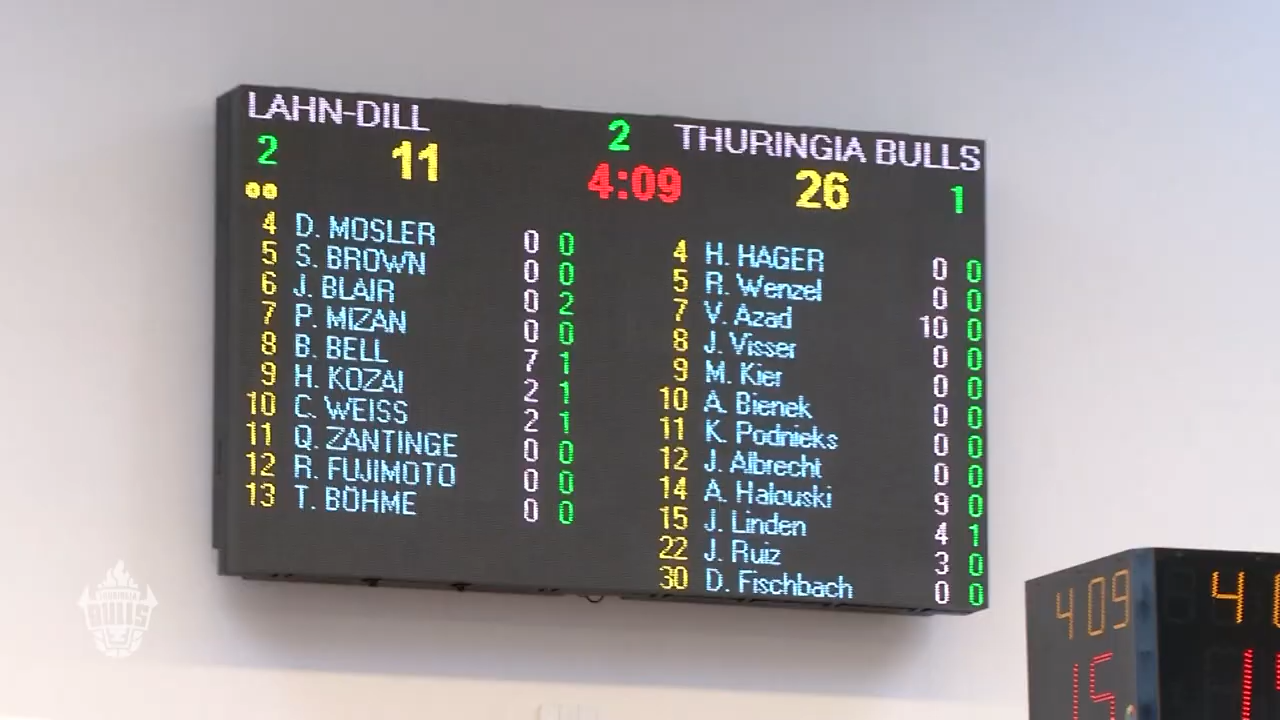 LAHN-DILL
2 11
2
4:09
THURINGIA BULLS
26 1
4 D. MOSLER 0 0
5 S. BROWN 0 0
6 J. BLAIR 0 2
7 P. MIZAN 0 0
8 B. BELL 7 1
9 H. KOZAI 2 1
10 C. WEISS 2 1
11 Q. ZANTINGE 0 0
12 R. FUJIMOTO 0 0
13 T. BÖHME 0 0
4 H. HAGER 0 0
5 R. Wenzel 0 0
7 V. Azad 10 0
8 J. Visser 0 0
9 M. Kier 0 0
10 A. Bienek 0 0
11 K. Podnieks 0 0
12 J. Albrecht 0 0
14 A. Halouski 9 0
15 J. Linden 4 1
22 J. Ruiz 3 0
30 D. Fischbach 0 0
THURINGIA
BULLS
4 09
15